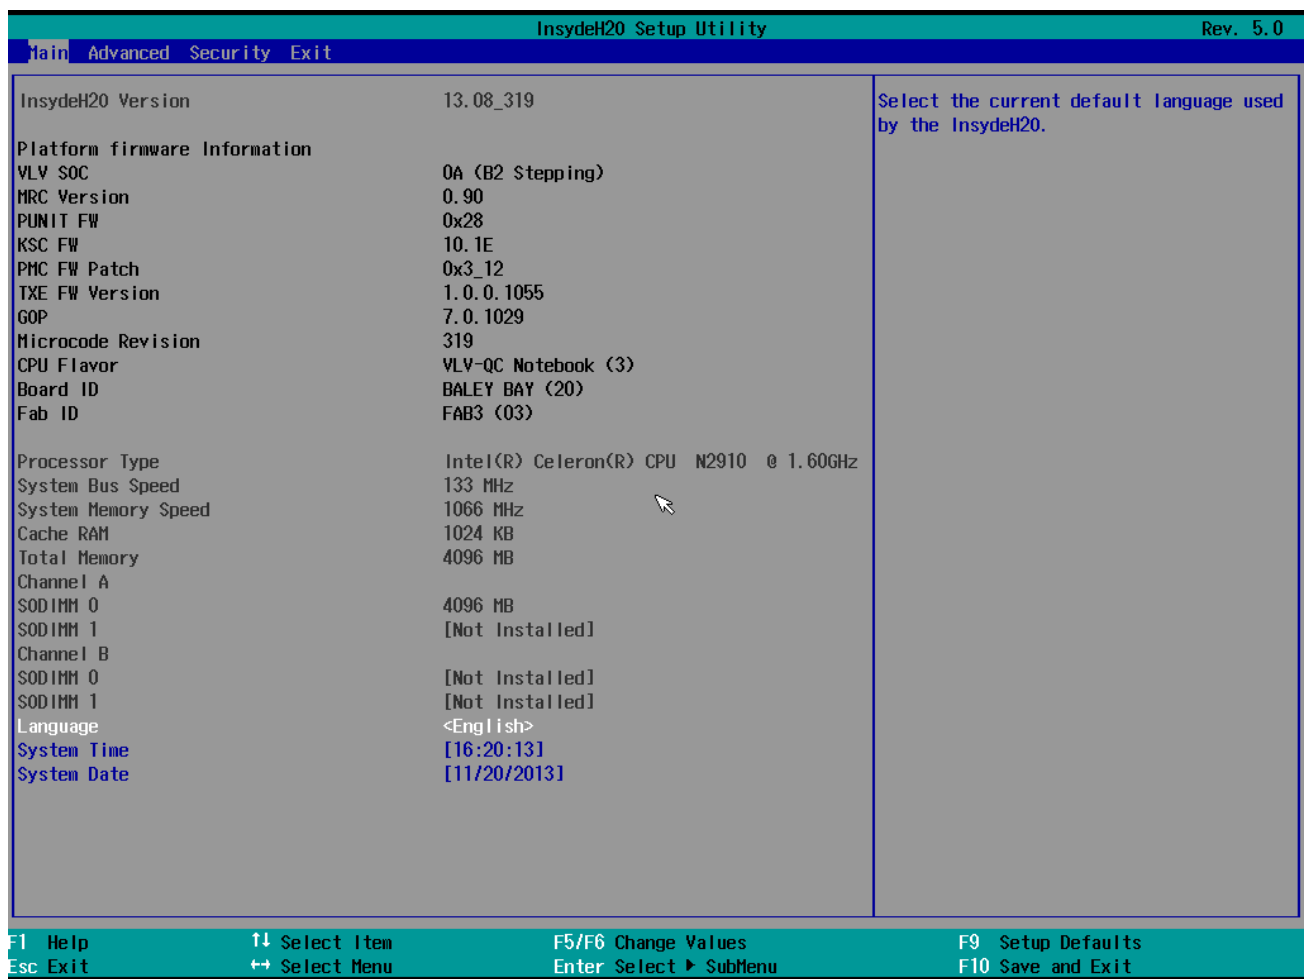 InsydeH20 Setup Utility Rev. 5.0
Main Advanced Security Exit
InsydeH20 Version 13.08_319
Select the current default language used
by the InsydeH20.
Platform firmware Information
VLV SOC 0A (B2 Stepping)
MRC Version 0.90
PUNIT FW 0x28
KSC FW 10.1E
PMC FW Patch 0x3_12
TXE FW Version 1.0.0.1055
GOP 7.0.1029
Microcode Revision 319
CPU Flavor VLV-QC Notebook (3)
Board ID BALEY BAY (20)
Fab ID FAB3 (03)
Processor Type Intel(R) Celeron(R) CPU N2910 @ 1.60GHz
System Bus Speed 133 MHz
System Memory Speed 1066 MHz
Cache RAM 1024 KB
Total Memory 4096 MB
Channel A
SODIMM 0 4096 MB
SODIMM 1 [Not Installed]
Channel B
SODIMM 0 [Not Installed]
SODIMM 1 [Not Installed]
Language <English>
System Time [16:20:13]
System Date [11/20/2013]
F1 Help ↑↓ Select Item F5/F6 Change Values F9 Setup Defaults
Esc Exit ↔ Select Menu Enter Select ▶ SubMenu F10 Save and Exit